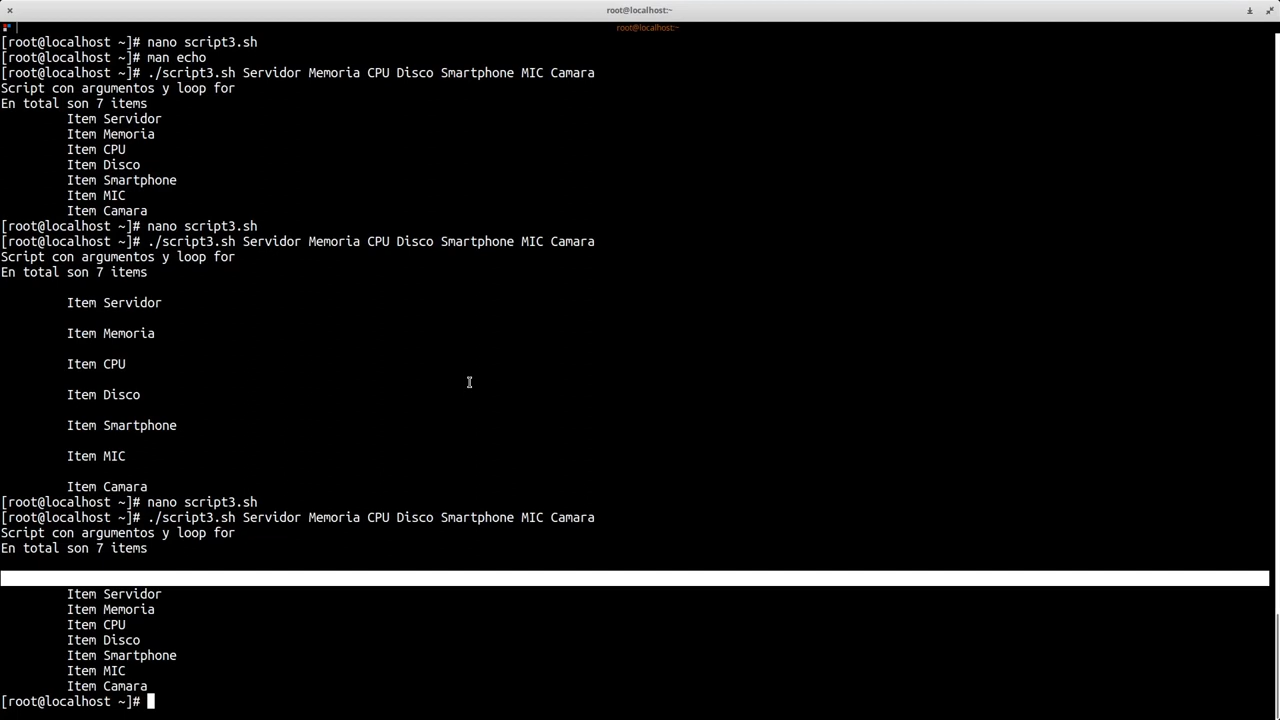 root@localhost:~
root@localhost:~
[root@localhost ~]# nano script3.sh
[root@localhost ~]# man echo
[root@localhost ~]# ./script3.sh Servidor Memoria CPU Disco Smartphone MIC Camara
Script con argumentos y loop for
En total son 7 items
Item Servidor
Item Memoria
Item CPU
Item Disco
Item Smartphone
Item MIC
Item Camara
[root@localhost ~]# nano script3.sh
[root@localhost ~]# ./script3.sh Servidor Memoria CPU Disco Smartphone MIC Camara
Script con argumentos y loop for
En total son 7 items
Item Servidor
Item Memoria
Item CPU
Item Disco
Item Smartphone
Item MIC
Item Camara
[root@localhost ~]# nano script3.sh
[root@localhost ~]# ./script3.sh Servidor Memoria CPU Disco Smartphone MIC Camara
Script con argumentos y loop for
En total son 7 items
Item Servidor
Item Memoria
Item CPU
Item Disco
Item Smartphone
Item MIC
Item Camara
[root@localhost ~]#